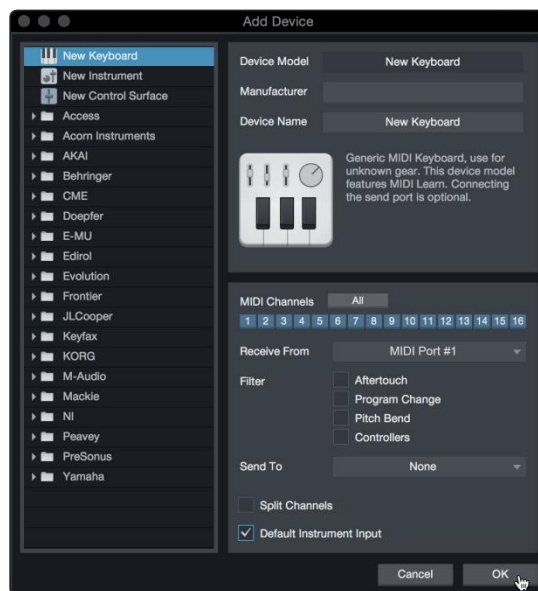 Add Device
New Keyboard
New Instrument
New Control Surface
Access
Acorn Instruments
AKAI
Behringer
CME
Doepfer
E-MU
Edirol
Evolution
Frontier
JLCooper
Keyfax
KORG
M-Audio
Mackie
NI
Peavey
PreSonus
Yamaha
Device Model New Keyboard
Manufacturer
Device Name New Keyboard
Generic MIDI Keyboard, use for
unknown gear. This device model
features MIDI Learn. Connecting
the send port is optional.
MIDI Channels All
1 2 3 4 5 6 7 8 9 10 11 12 13 14 15 16
Receive From MIDI Port #1
Filter Aftertouch
Program Change
Pitch Bend
Controllers
Send To None
Split Channels
Default Instrument Input
Cancel OK